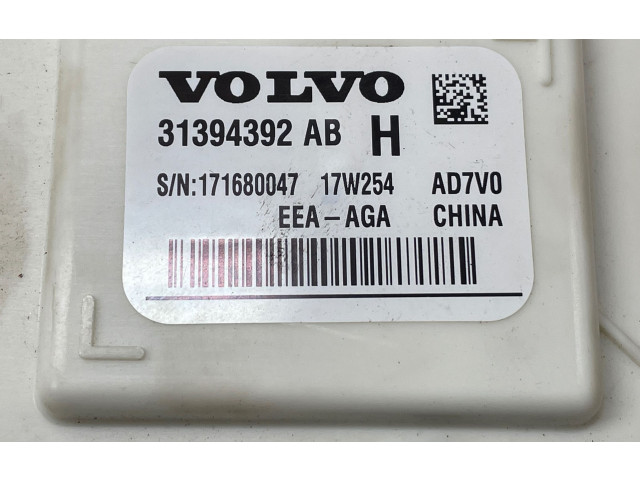 VOLVO
31394392 AB H
S/N:171680047 17W254 AD7V0
EEA-AGA CHINA